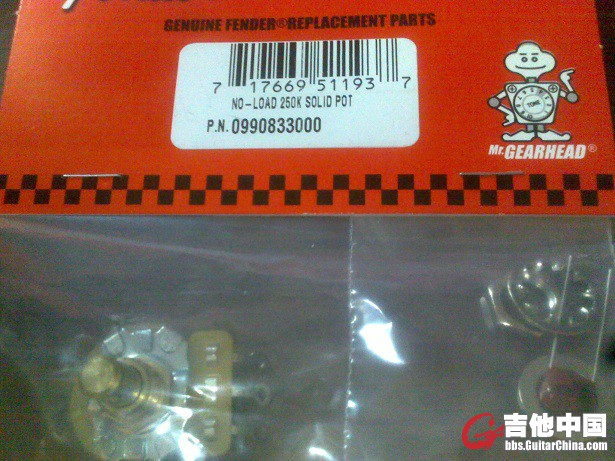 GENUINE FENDER® REPLACEMENT PARTS
7 17669 51193 7
NO-LOAD 250K SOLID POT
P.N. 0990833000
TONE
Mr. GEARHEAD®
吉他中国
bbs.GuitarChina.com